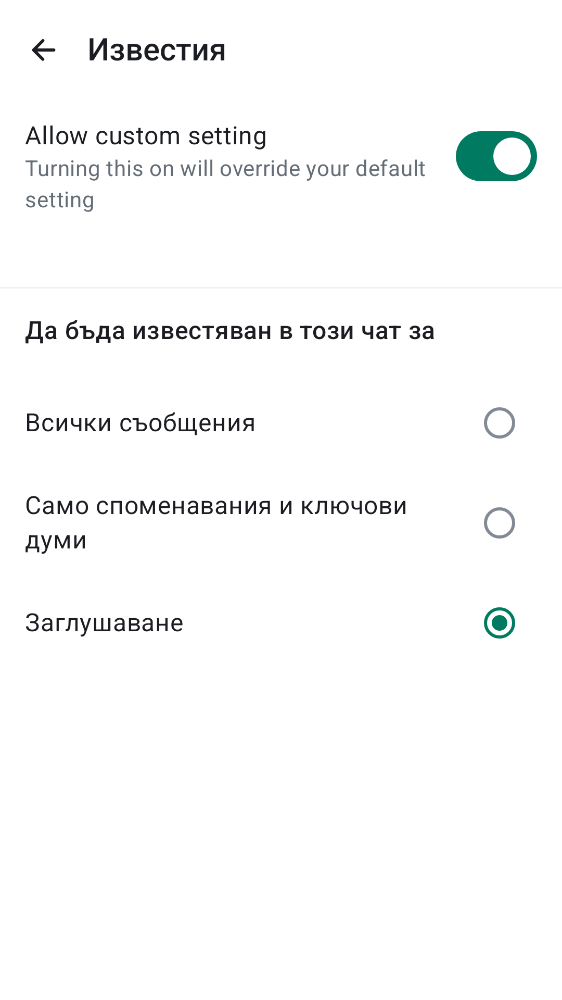 Известия
Allow custom setting
Turning this on will override your default
setting
Да бъда известяван в този чат за
Всички съобщения
Само споменавания и ключови
думи
Заглушаване